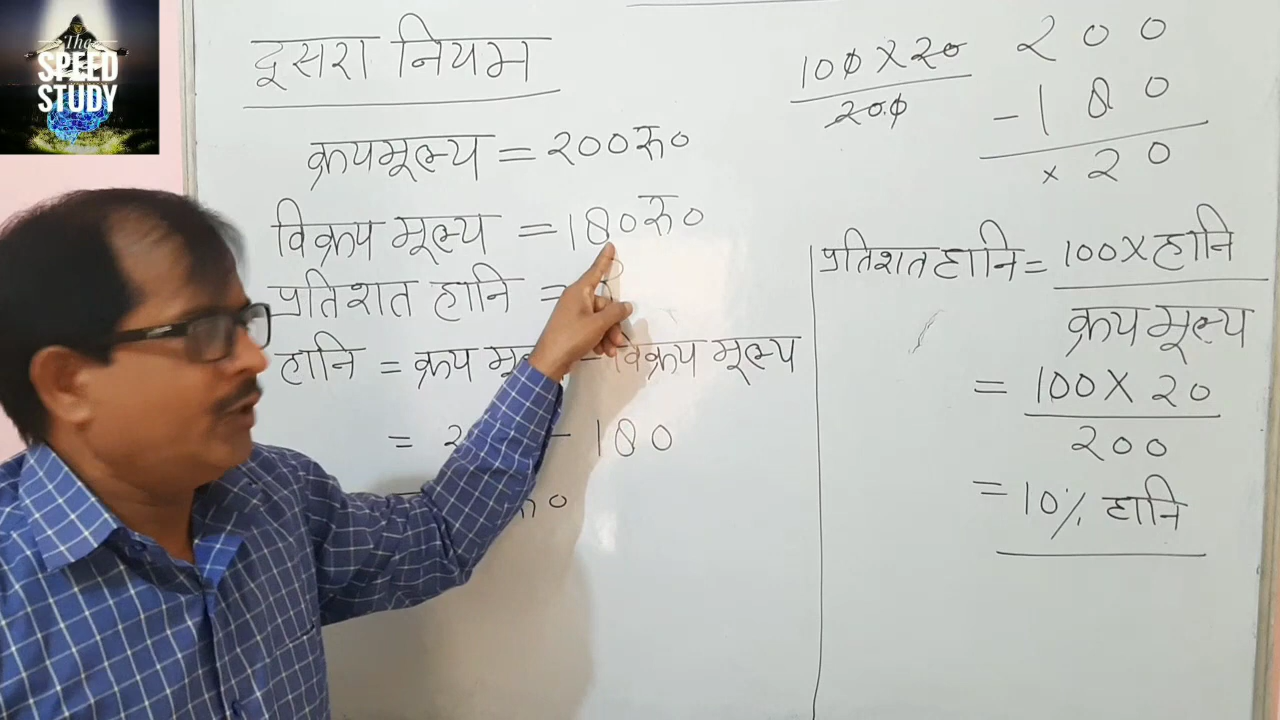 The
SPEED
STUDY
दूसरा नियम
क्रयमूल्य = 200रु०
विक्रय मूल्य = 180रु०
प्रतिशत हानि = ?
हानि = क्रय - विक्रय मूल्य
= - 180
100 X 20
200
200
- 180
× 20
प्रतिशत हानि = 100 X हानि
क्रय मूल्य
= 100 X 20
200
= 10% हानि